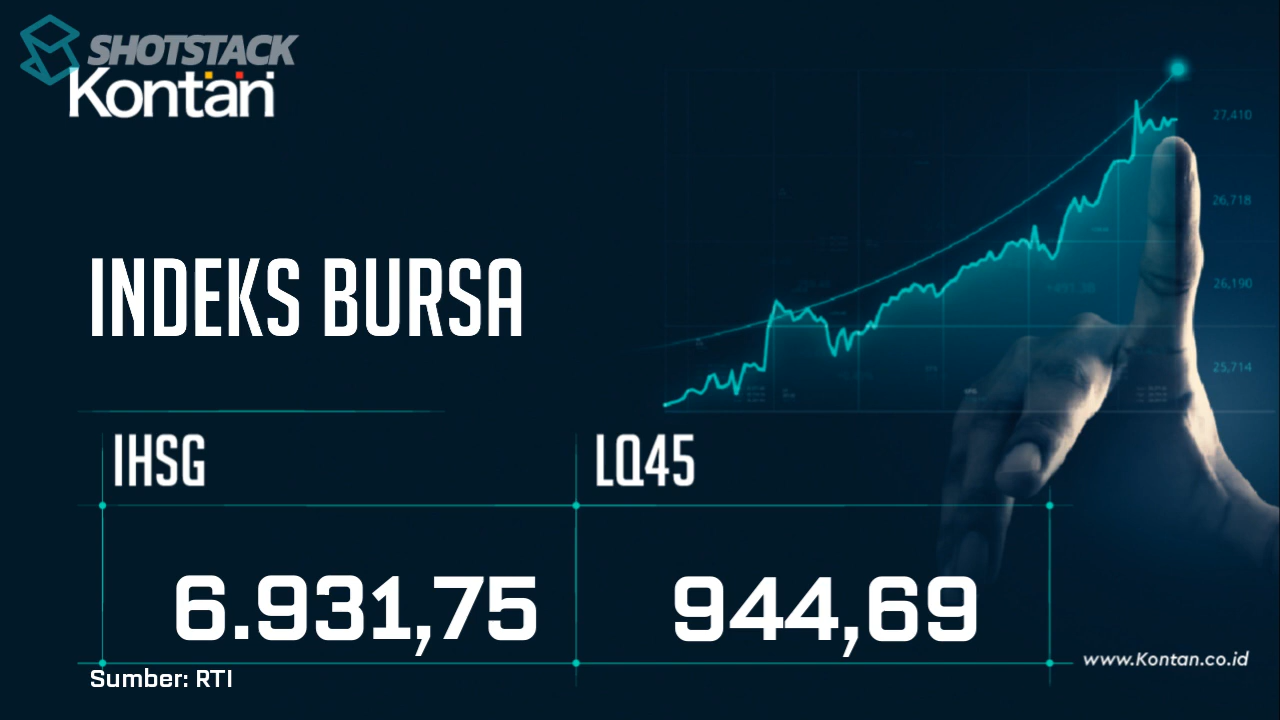 SHOTSTACK
Kontan
27,410
26,718
26,190
25,714
INDEKS BURSA
IHSG
LQ45
6.931,75
944,69
www.Kontan.co.id
Sumber: RTI